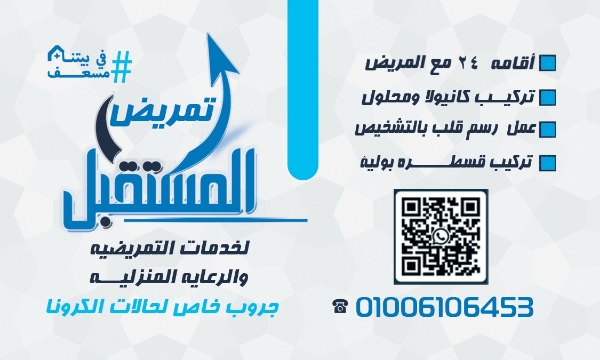 أقامه ٢٤ مع المريض
تركيب كانيولا ومحلول
عمل رسم قلب بالتشخيص
تركيب قسطره بولية
01006106453
#في بيتنا
مسعف
تمريض
المستقبل
لخدمات التمريضيه
والرعايه المنزليه
جروب خاص لحالات الكرونا